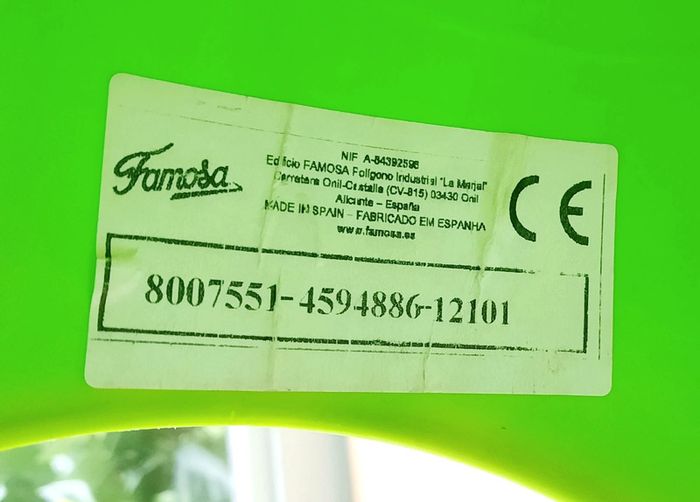 Famosa
NIF A-84392598
Edificio FAMOSA Polígono Industrial "La Marjal"
Carretera Onil-Castalla (CV-815) 03430 Onil
Alicante – España
MADE IN SPAIN – FABRICADO EM ESPANHA
www.famosa.es
CE
8007551-4594886-12101